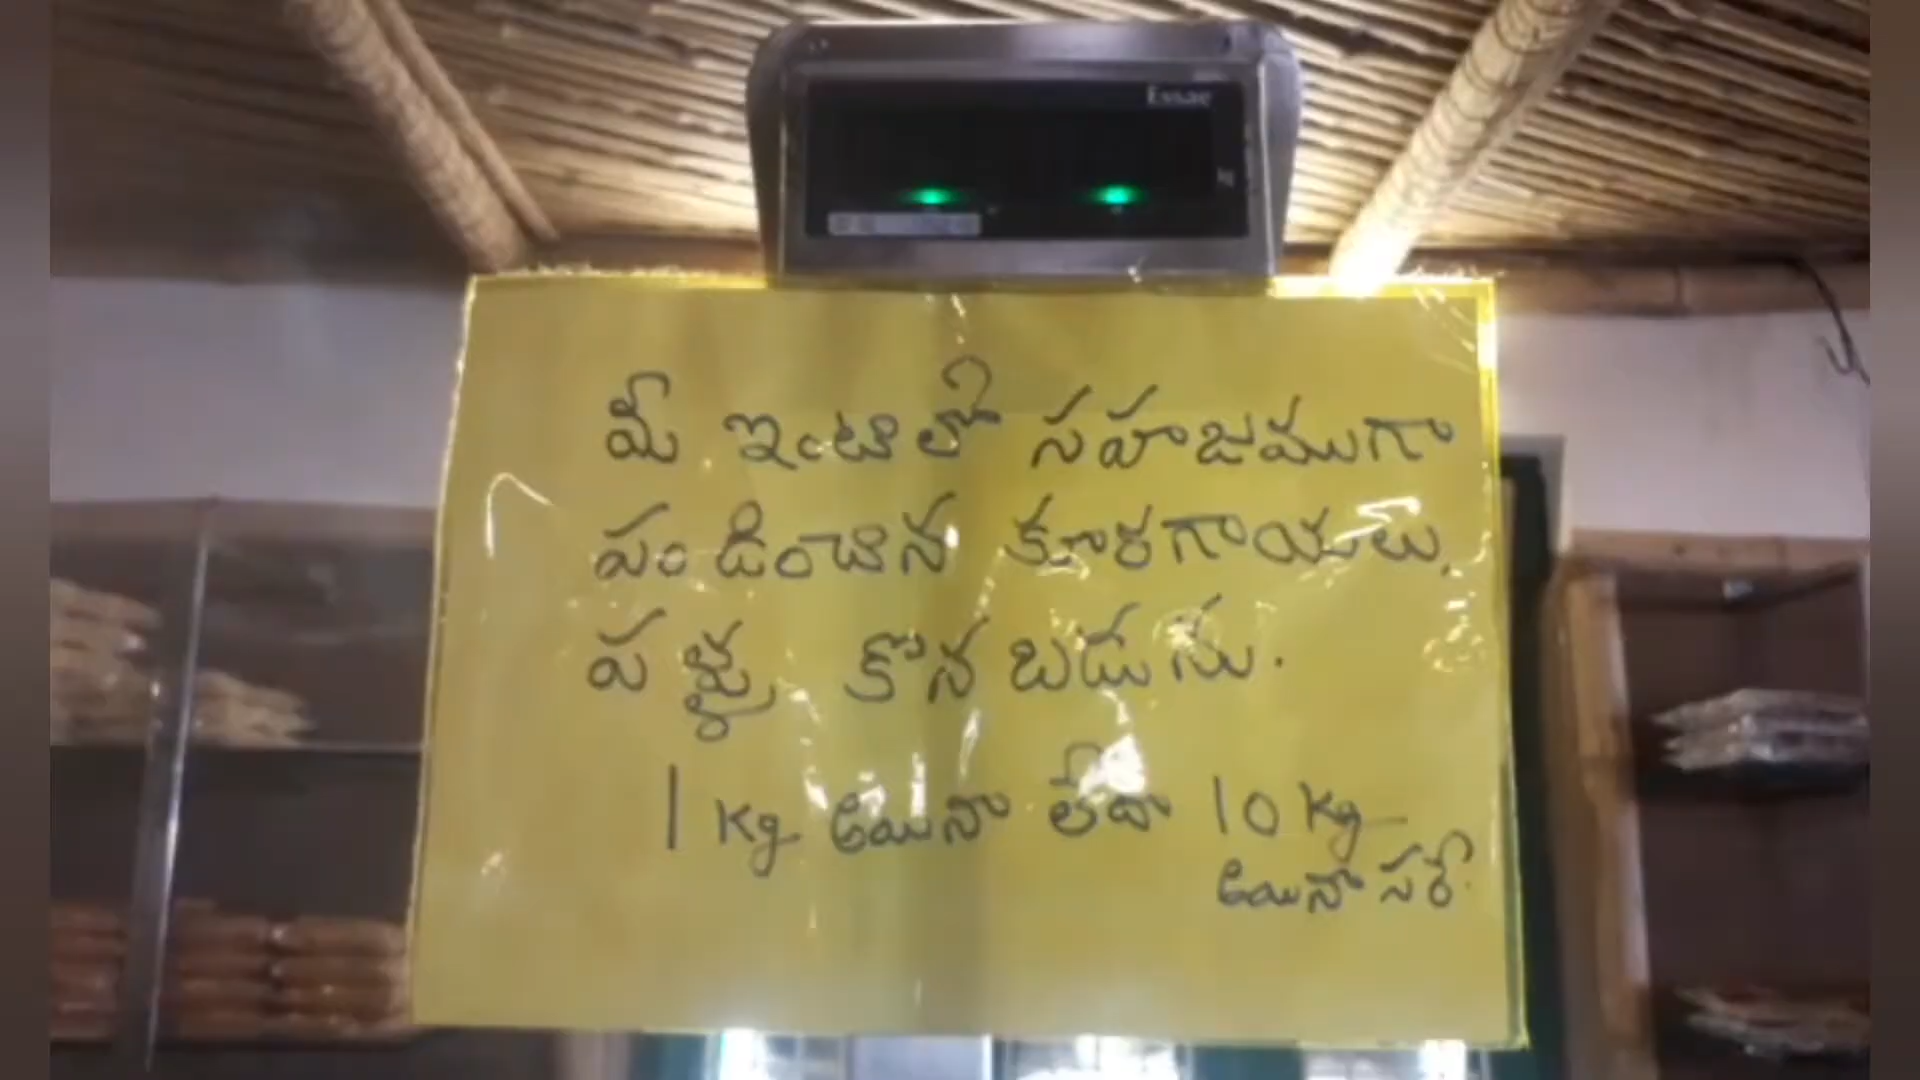 Essae
మీ ఇంటిలో సహజముగా
పండించిన కూరగాయలు,
పళ్ళు కొనబడును.
1 Kg అయినా లేదా 10 Kg
అయినా సరే.